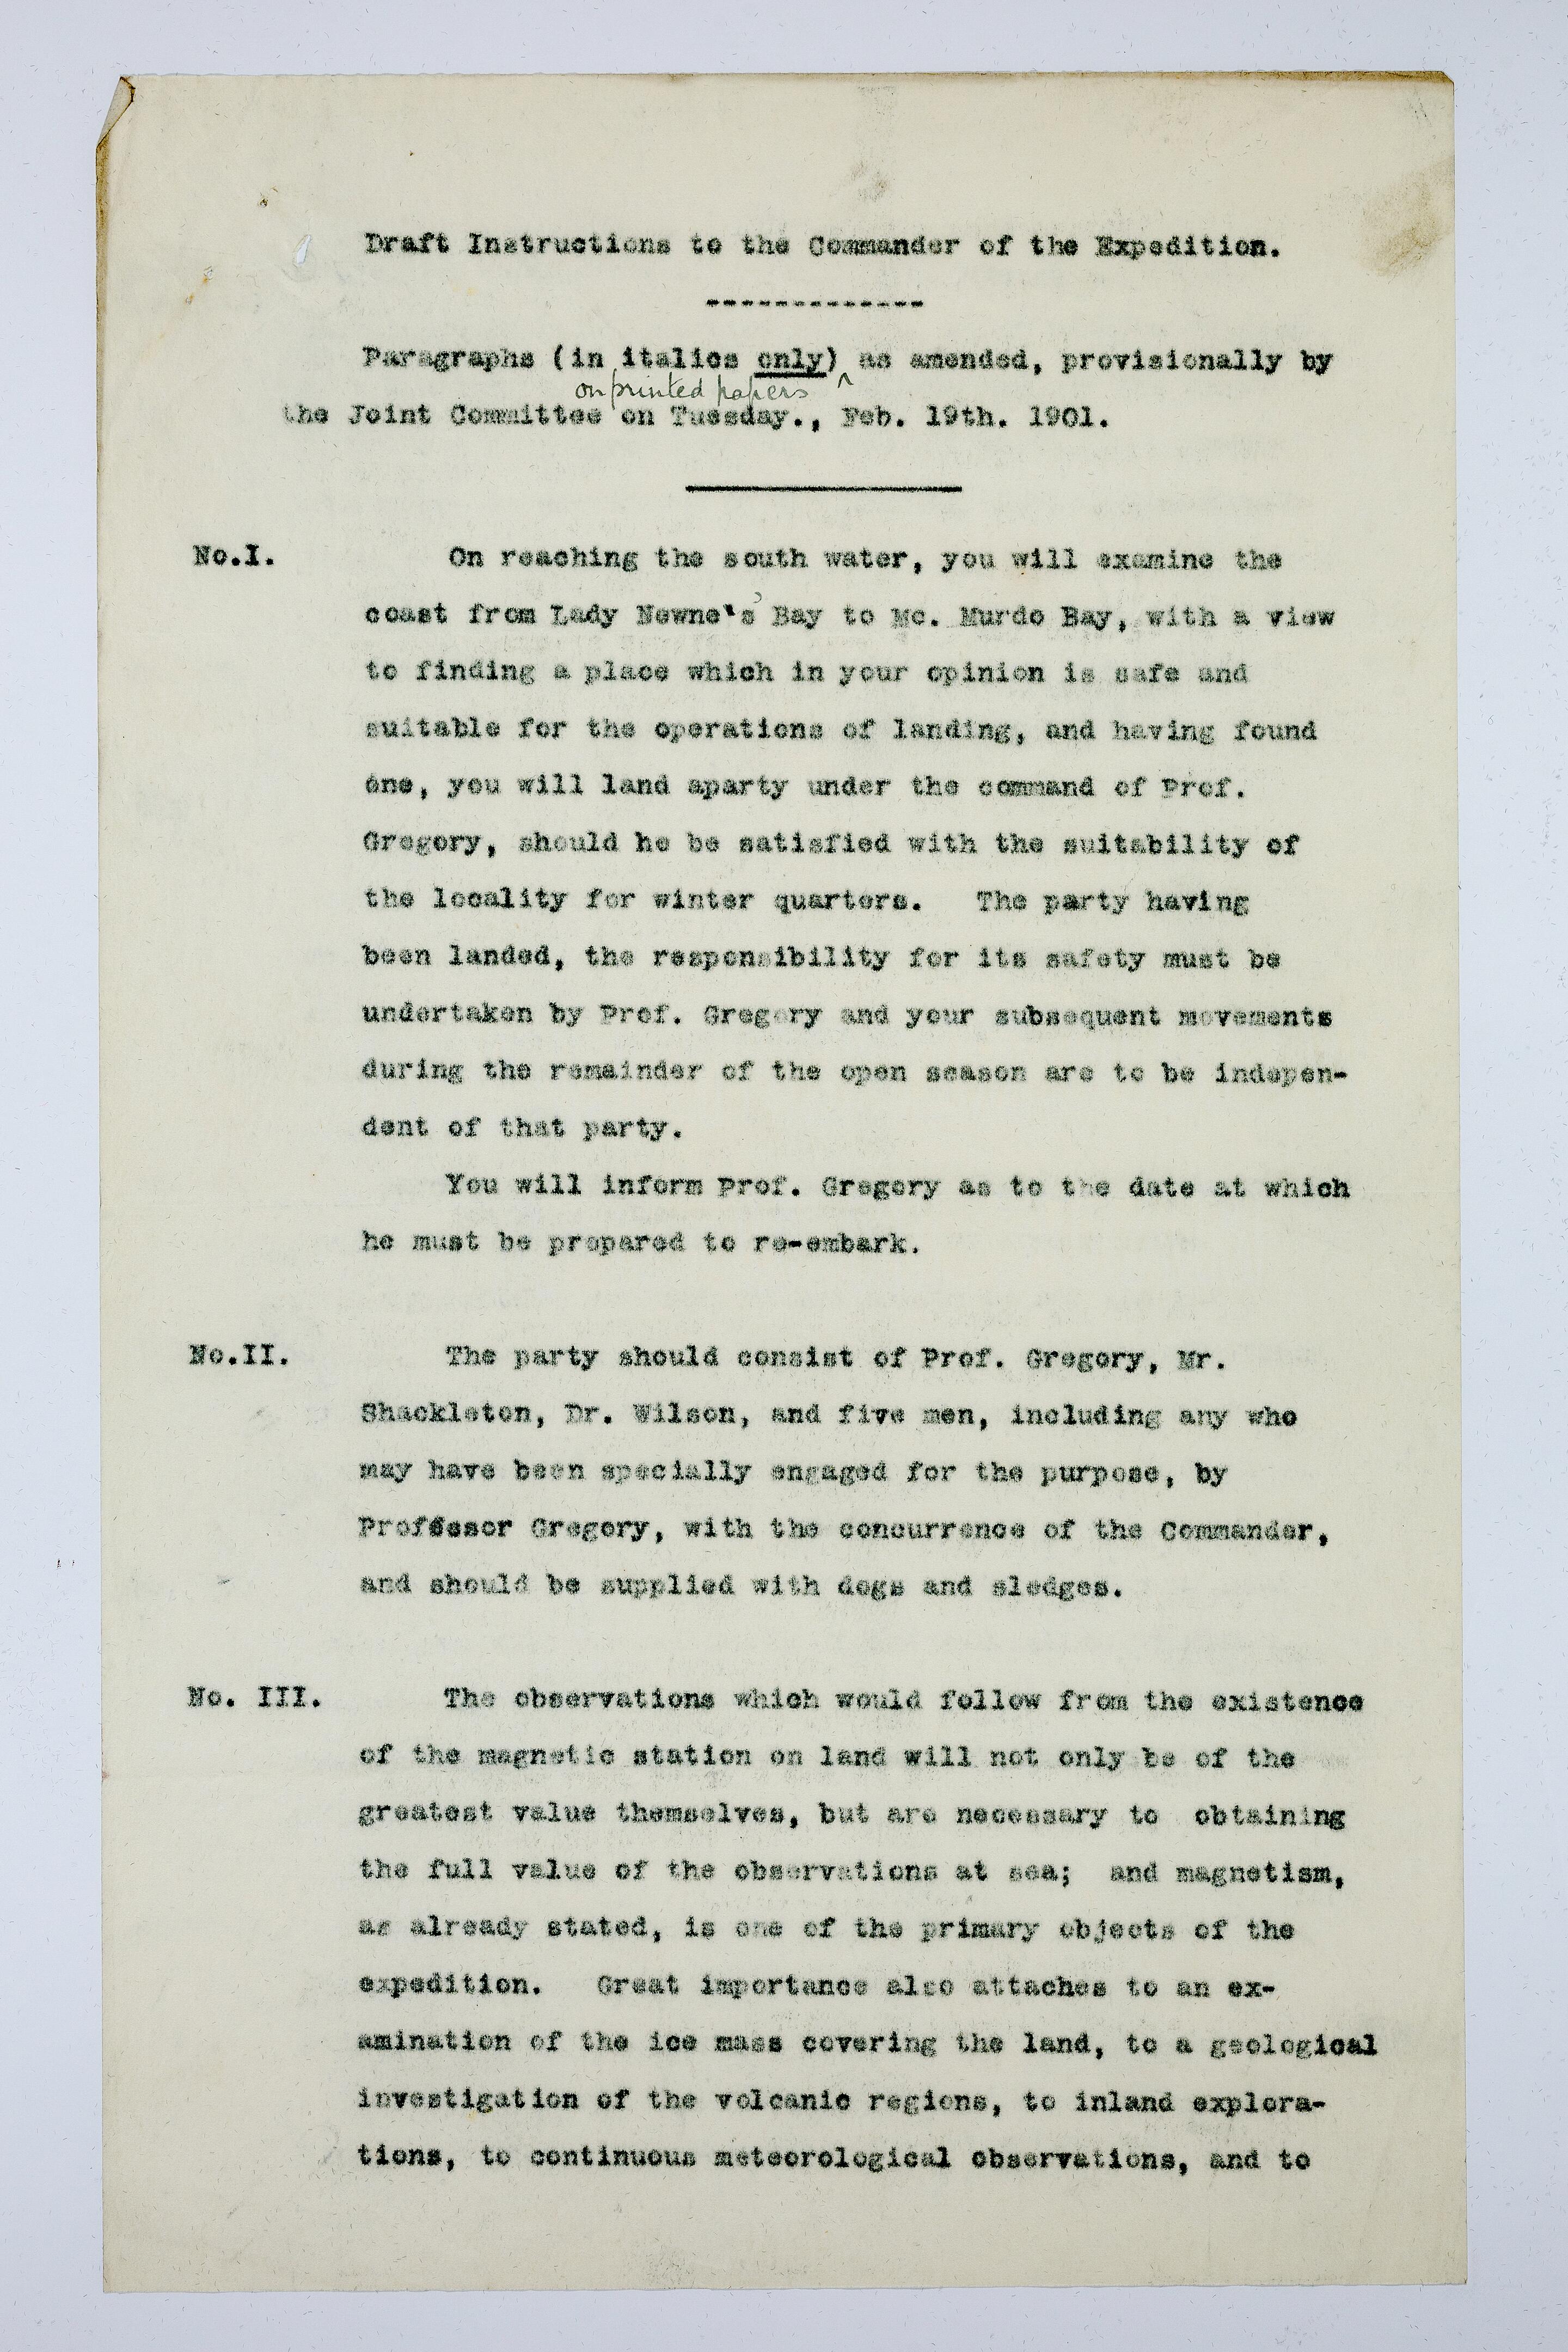 Draft Instructions to the Commander of the Expedition.
-------------
Paragraphs (in italics only) ^ as amended, provisionally by
on printed papers
the Joint Committee on Tuesday., Feb. 19th. 1901.
No.I. On reaching the south water, you will examine the
coast from Lady Newne's' Bay to Mc. Murdo Bay, with a view
to finding a place which in your opinion is safe and
suitable for the operations of landing, and having found
one, you will land aparty under the command of Prof.
Gregory, should he be satisfied with the suitability of
the locality for winter quarters. The party having
been landed, the responsibility for its safety must be
undertaken by Prof. Gregory and your subsequent movements
during the remainder of the open season are to be indepen-
dent of that party.
You will inform Prof. Gregory as to the date at which
he must be prepared to re-embark.
No.II. The party should consist of Prof. Gregory, Mr.
Shackleton, Dr. Wilson, and five men, including any who
may have been specially engaged for the purpose, by
Professor Gregory, with the concurrence of the Commander,
and should be supplied with dogs and sledges.
No. III. The observations which would follow from the existence
of the magnetic station on land will not only be of the
greatest value themselves, but are necessary to obtaining
the full value of the observations at sea; and magnetism,
as already stated, is one of the primary objects of the
expedition. Great importance also attaches to an ex-
amination of the ice mass covering the land, to a geological
investigation of the volcanic regions, to inland explora-
tions, to continuous meteorological observations, and to